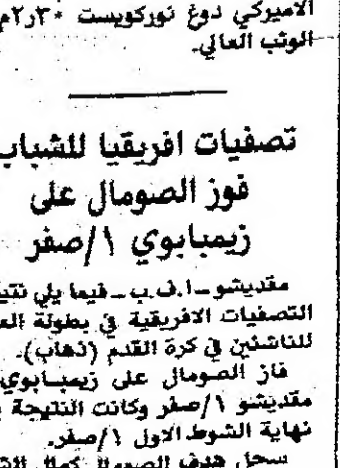 الاميركي دوغ نوركويست ٢٫٣٠م
الوثب العالي.
تصفيات افريقيا للشباب
فوز الصومال على
زيمبابوي ١/صفر
مقديشو ـ ا.ف.ب ـ فيما يلي
التصفيات الافريقية في بطولة
للناشئين في كرة القدم (ذهاب).
فاز الصومال على زيمبابوي
مقديشو ١/صفر وكانت النتيجة
نهاية الشوط الاول ١/صفر.
سجل هدف الصومال كمال